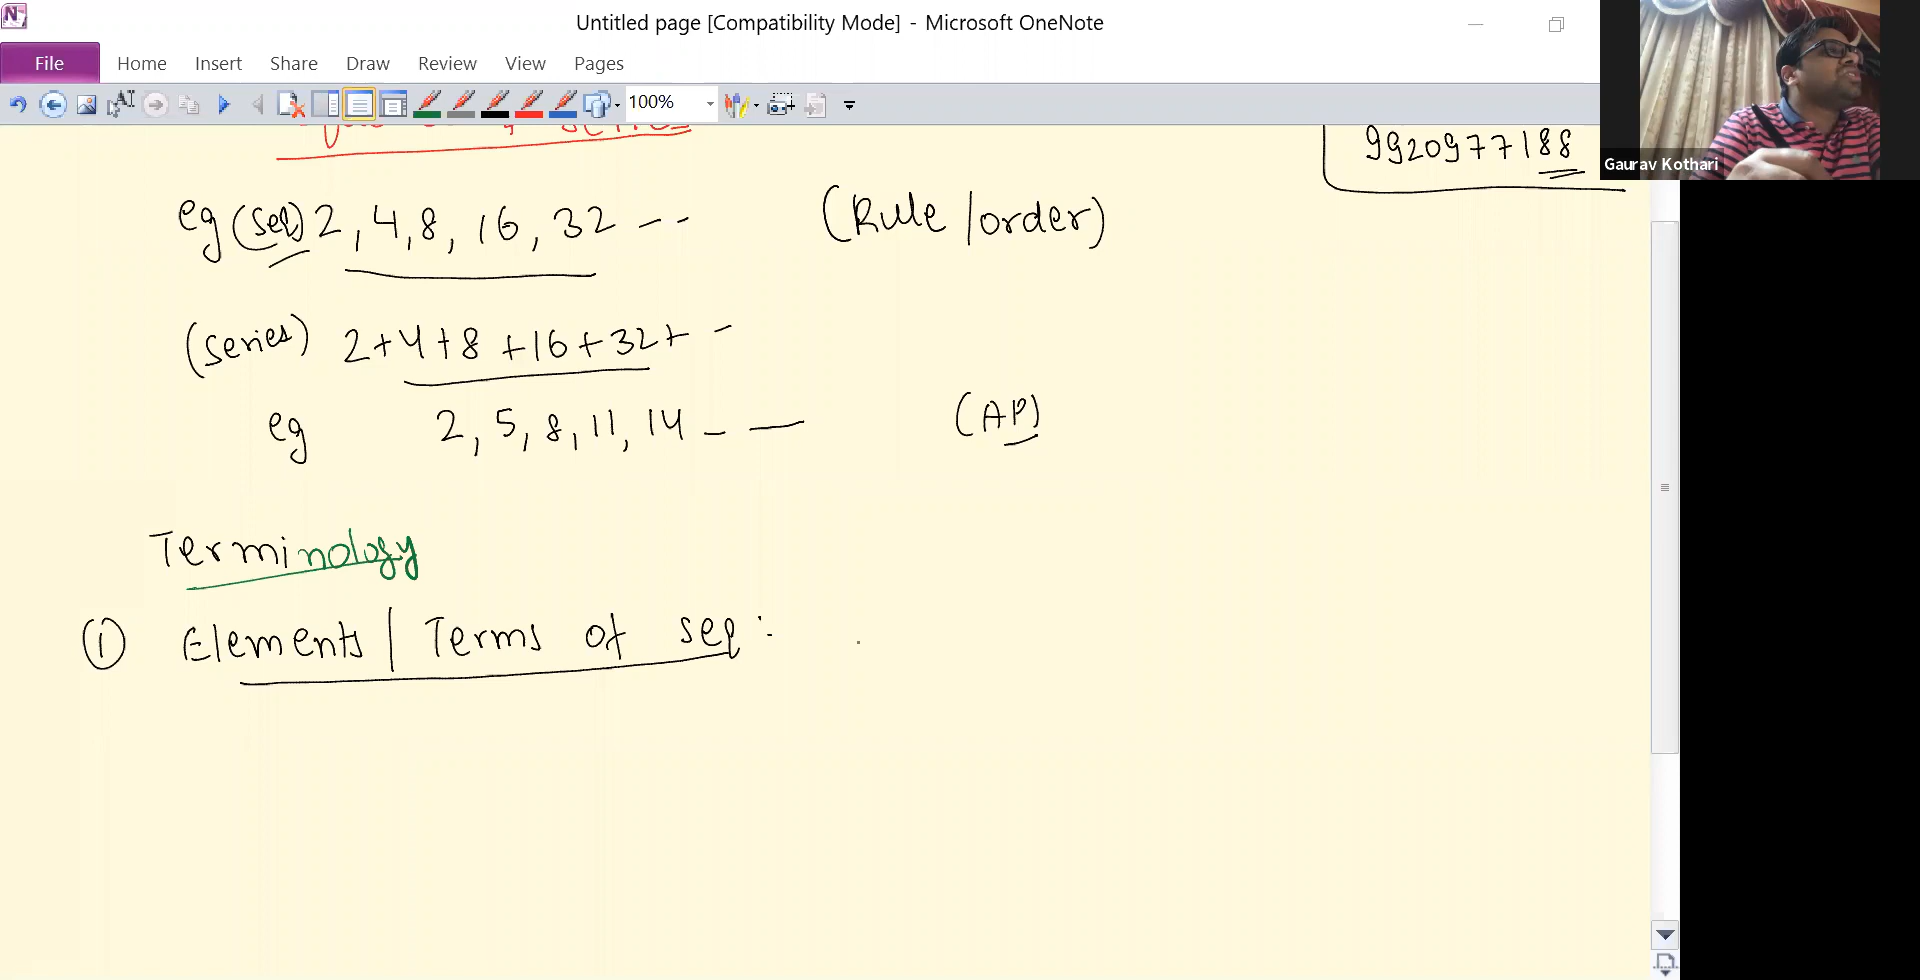 Untitled page [Compatibility Mode] - Microsoft OneNote
File Home Insert Share Draw Review View Pages
100%
series
9920977188
Gaurav Kothari
eg (seq) 2, 4, 8, 16, 32 -- (Rule/order)
(series) 2+4+8+16+32+ -
eg 2, 5, 8, 11, 14 - — (AP)
Terminology
① Elements | Terms of seq :